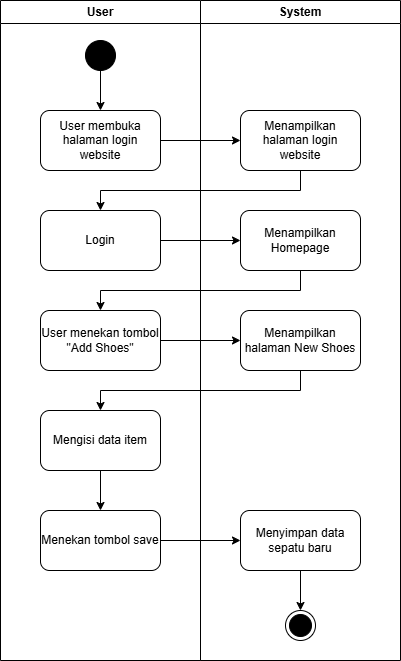 User
System
User membuka
halaman login
website
Menampilkan
halaman login
website
Login
Menampilkan
Homepage
User menekan tombol
"Add Shoes"
Menampilkan
halaman New Shoes
Mengisi data item
Menekan tombol save
Menyimpan data
sepatu baru